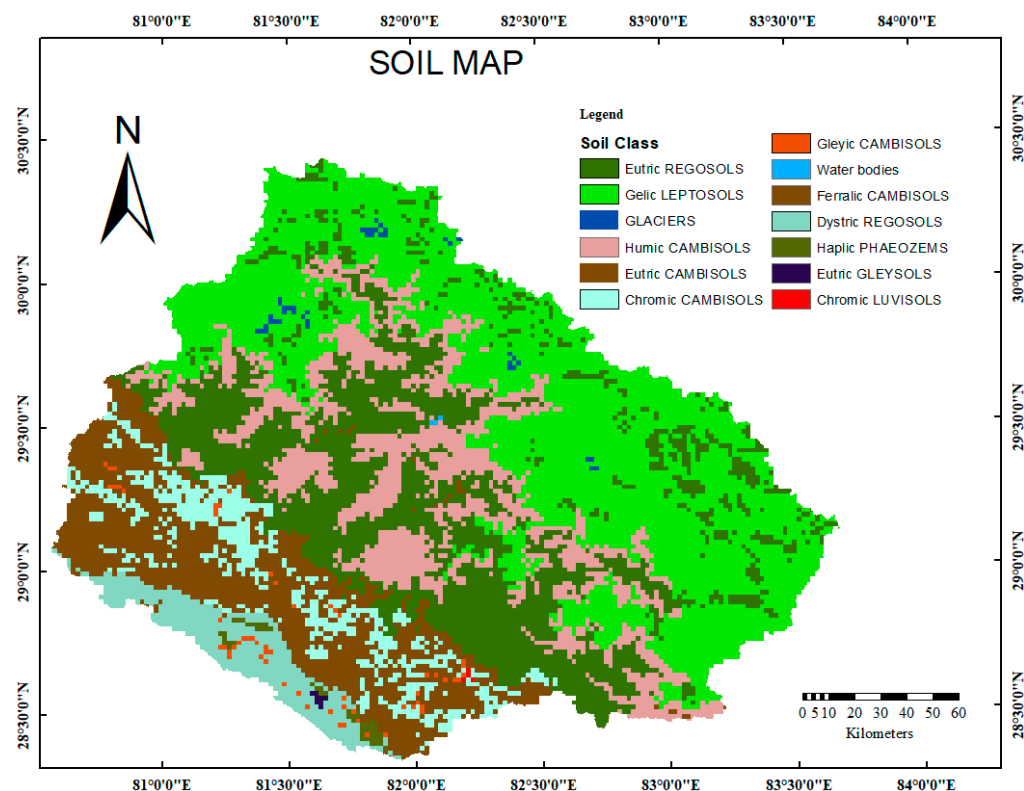 81°0'0"E 81°30'0"E 82°0'0"E 82°30'0"E 83°0'0"E 83°30'0"E 84°0'0"E
SOIL MAP
N
Legend
Soil Class
Eutric REGOSOLS
Gelic LEPTOSOLS
GLACIERS
Humic CAMBISOLS
Eutric CAMBISOLS
Chromic CAMBISOLS
Gleyic CAMBISOLS
Water bodies
Ferralic CAMBISOLS
Dystric REGOSOLS
Haplic PHAEOZEMS
Eutric GLEYSOLS
Chromic LUVISOLS
30°30'0"N
30°0'0"N
29°30'0"N
29°0'0"N
28°30'0"N
30°30'0"N
30°0'0"N
29°30'0"N
29°0'0"N
28°30'0"N
0 5 10 20 30 40 50 60
Kilometers
81°0'0"E 81°30'0"E 82°0'0"E 82°30'0"E 83°0'0"E 83°30'0"E 84°0'0"E